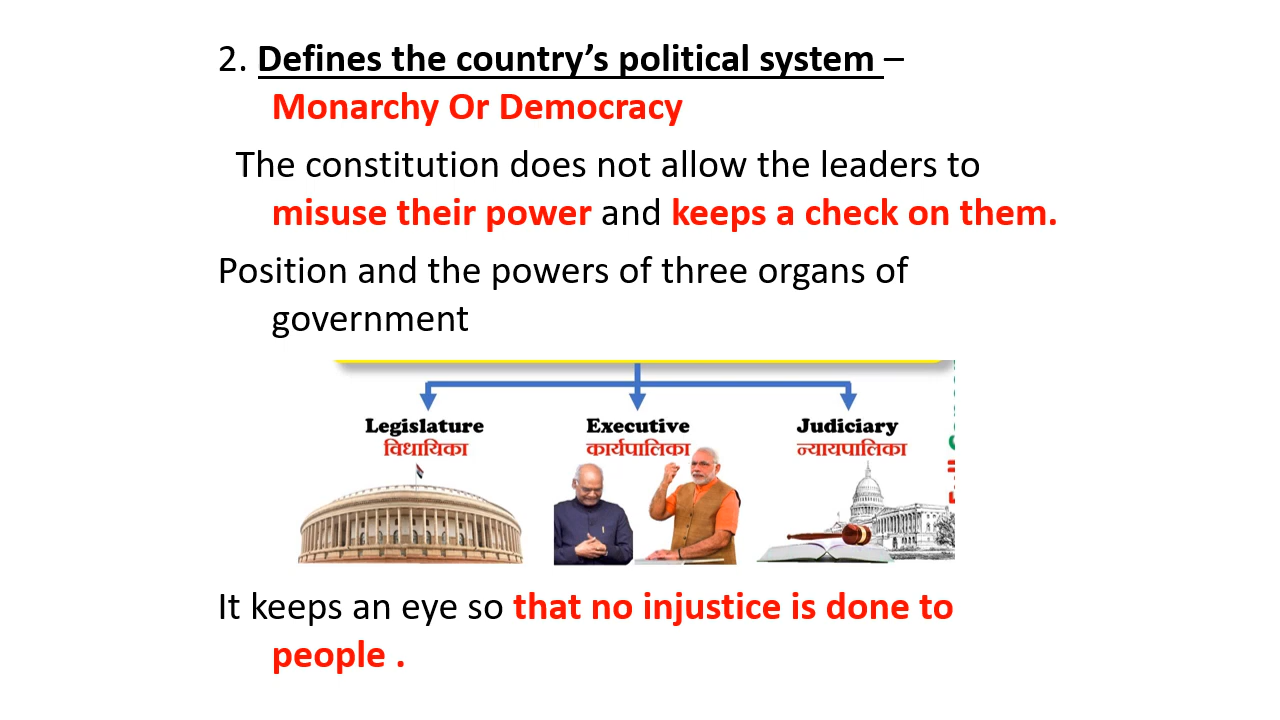 2. Defines the country’s political system –
Monarchy Or Democracy
The constitution does not allow the leaders to
misuse their power and keeps a check on them.
Position and the powers of three organs of
government
Legislature
विधायिका
Executive
कार्यपालिका
Judiciary
न्यायपालिका
It keeps an eye so that no injustice is done to
people .